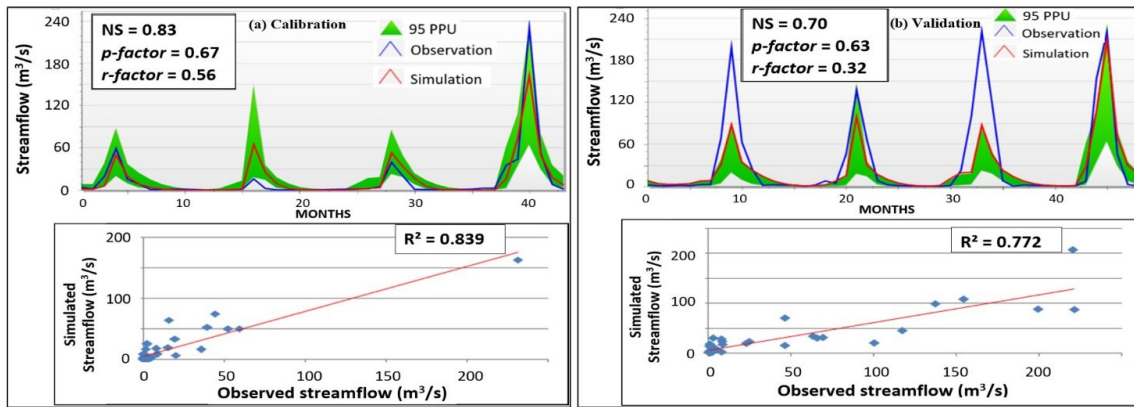 NS = 0.83
p-factor = 0.67
r-factor = 0.56
(a) Calibration
95 PPU
Observation
Simulation
Streamflow (m³/s)
240
180
120
60
0
0 10 20 30 40
MONTHS
R² = 0.839
Simulated
Streamflow (m³/s)
200
100
0
0 50 100 150 200
Observed streamflow (m³/s)
NS = 0.70
p-factor = 0.63
r-factor = 0.32
(b) Validation
95 PPU
Observation
Simulation
Streamflow (m³/s)
240
180
120
60
0
0 10 20 30 40
MONTHS
R² = 0.772
Simulated
Streamflow (m³/s)
200
100
0
0 50 100 150 200
Observed streamflow (m³/s)